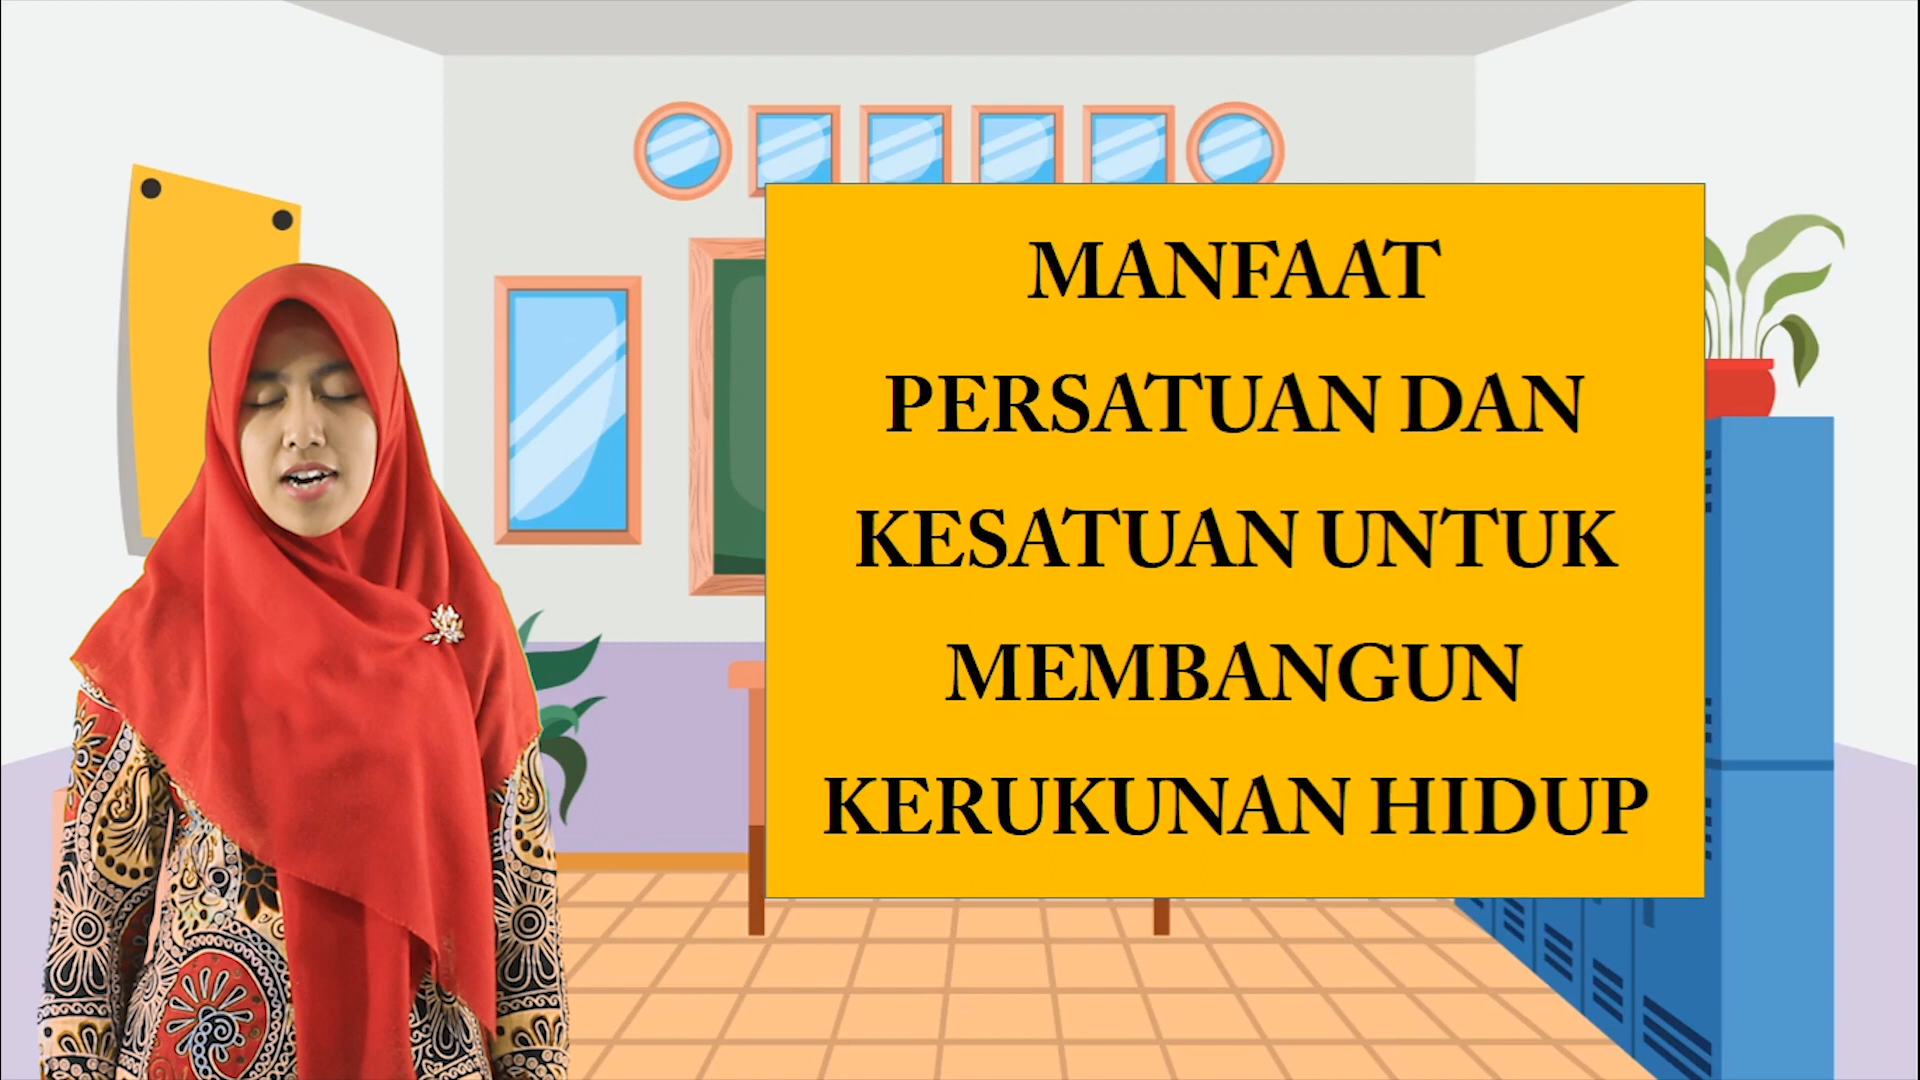 MANFAAT
PERSATUAN DAN
KESATUAN UNTUK
MEMBANGUN
KERUKUNAN HIDUP